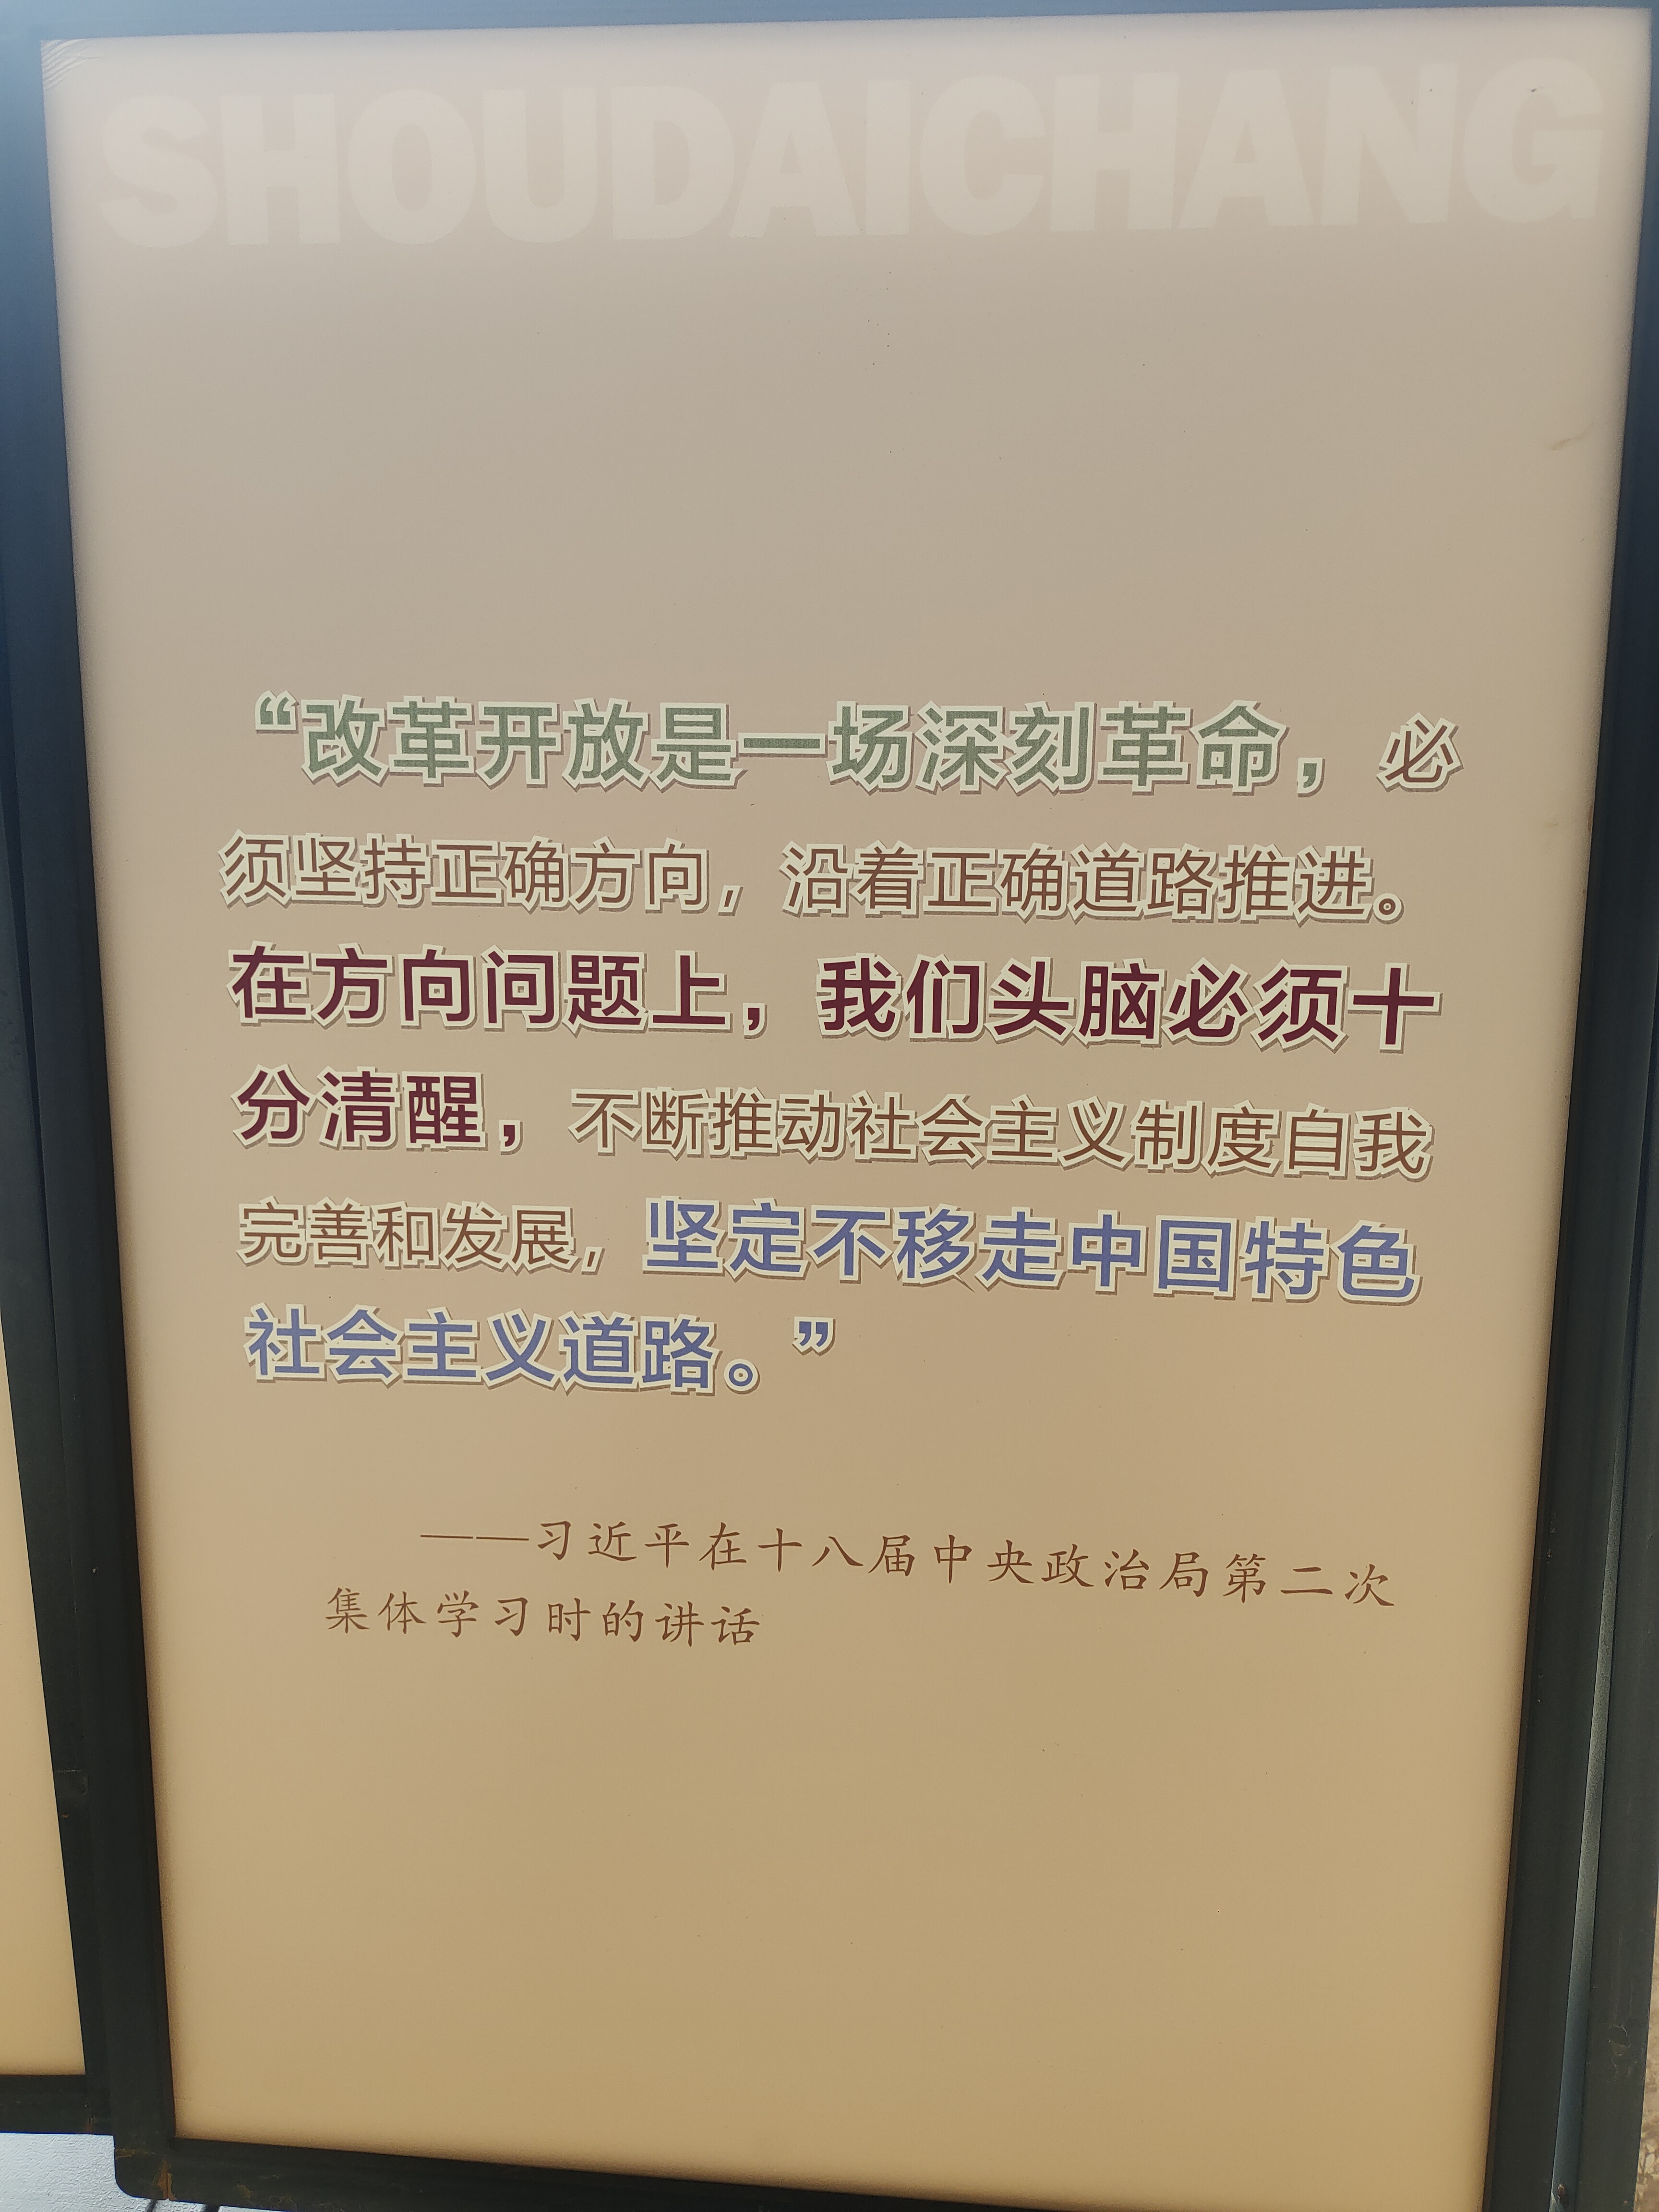 SHOUDAICHANG
“改革开放是一场深刻革命，必
须坚持正确方向，沿着正确道路推进。
在方向问题上，我们头脑必须十
分清醒，不断推动社会主义制度自我
完善和发展，坚定不移走中国特色
社会主义道路。”
——习近平在十八届中央政治局第二次
集体学习时的讲话